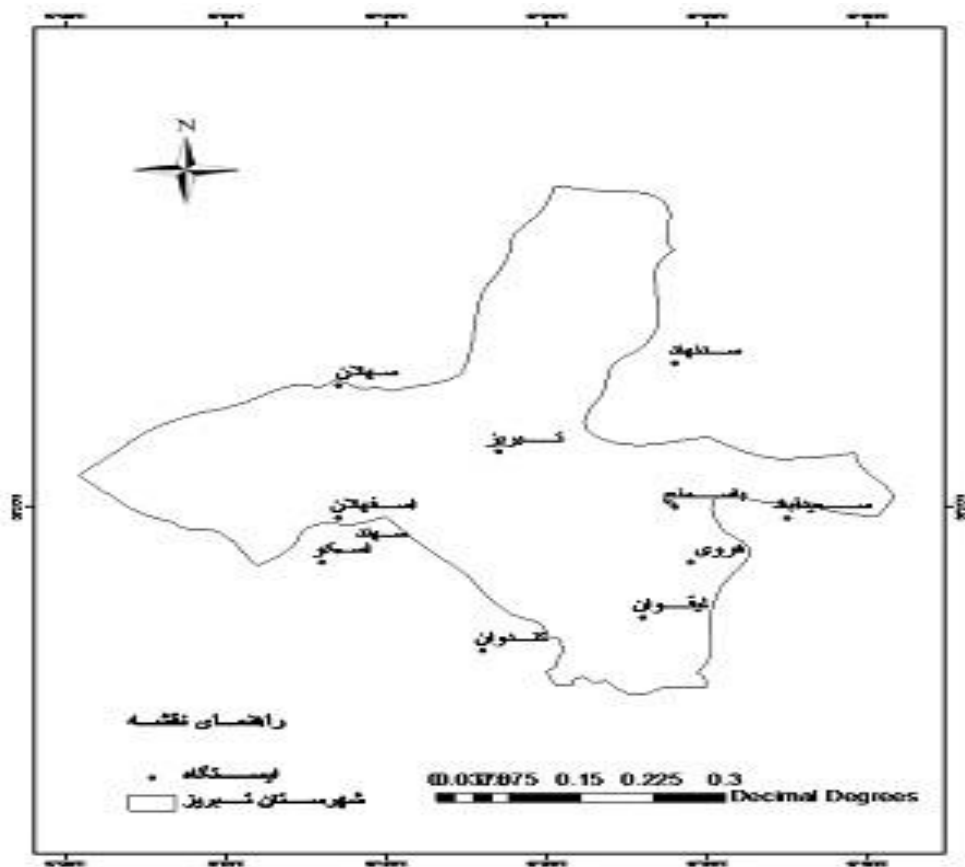 N
سهلان
تبریز
باسمنج
سعیدآباد
اسفهلان
سهند
اسکو
هروی
لیقوان
کندوان
راهنمای نقشه
ایستگاه
شهرستان تبریز
0.15 0.225 0.3
Decimal Degrees